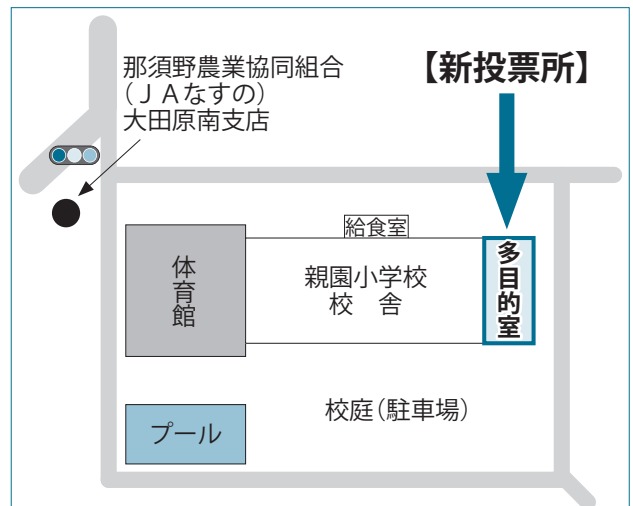 那須野農業協同組合
（ＪＡなすの）
大田原南支店
【新投票所】
給食室
体育館
親園小学校
校　舎
多目的室
プール
校庭（駐車場）